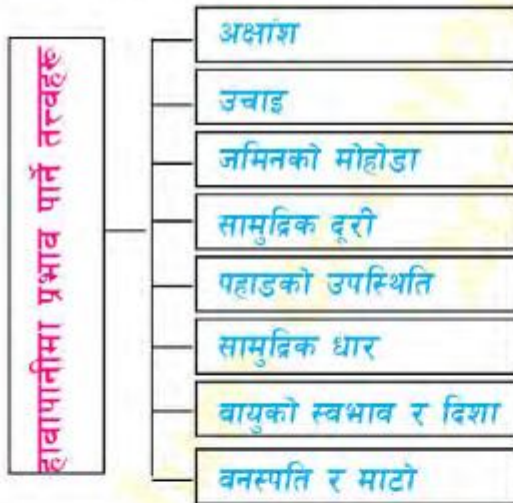 हावापानीमा प्रभाव पार्ने तत्त्वहरू
अक्षांश
उचाइ
जमिनको मोहोडा
सामुद्रिक दूरी
पहाडको उपस्थिति
सामुद्रिक धार
वायुको स्वभाव र दिशा
वनस्पति र माटो